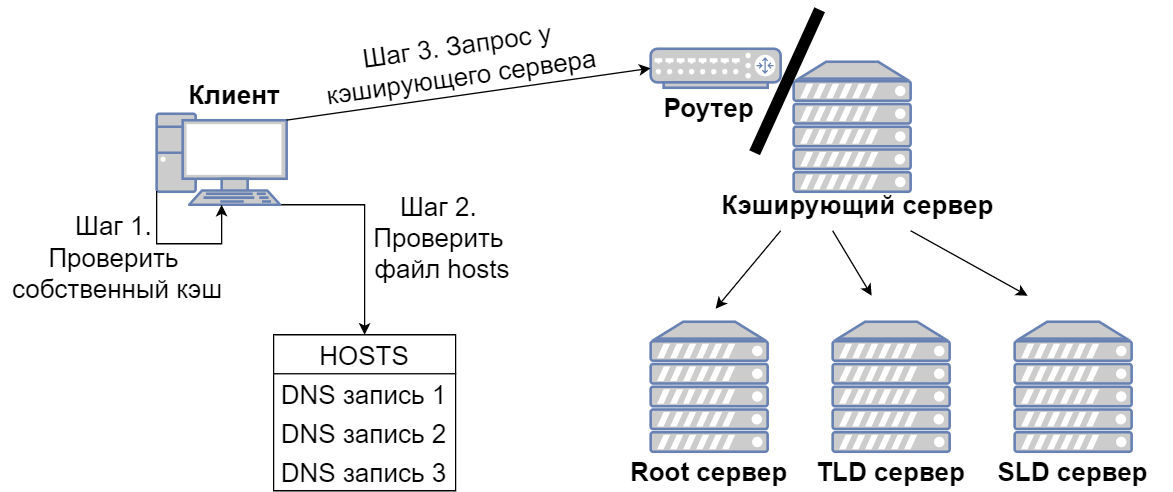 Шаг 3. Запрос у
кэширующего сервера
Клиент
Роутер
Кэширующий сервер
Шаг 1.
Проверить
собственный кэш
Шаг 2.
Проверить
файл hosts
HOSTS
DNS запись 1
DNS запись 2
DNS запись 3
Root сервер
TLD сервер
SLD сервер